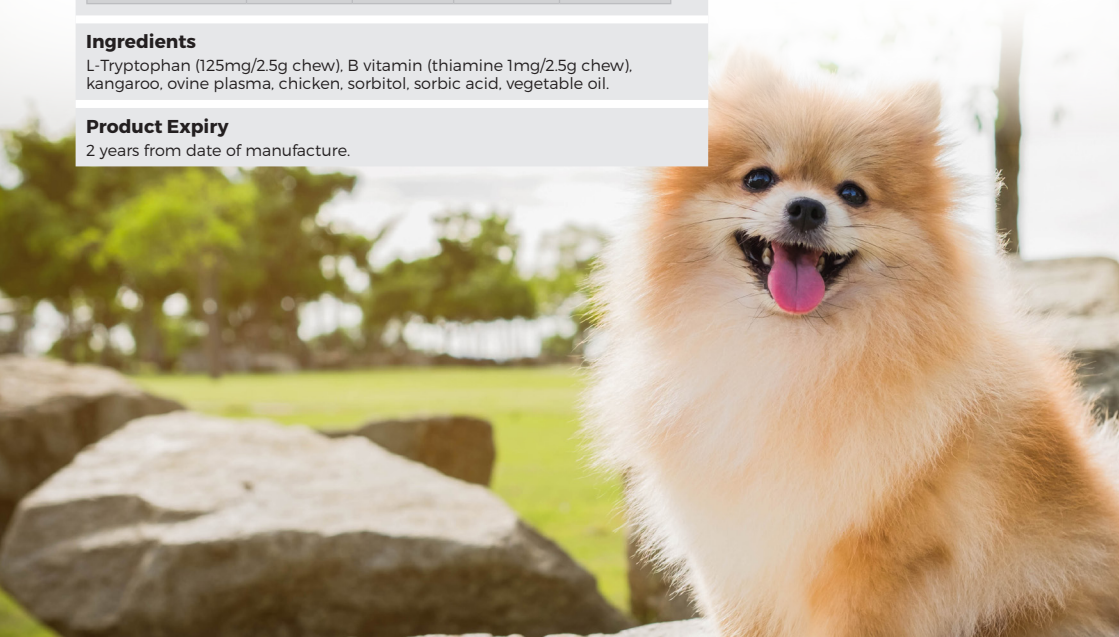 Ingredients
L-Tryptophan (125mg/2.5g chew), B vitamin (thiamine 1mg/2.5g chew),
kangaroo, ovine plasma, chicken, sorbitol, sorbic acid, vegetable oil.
Product Expiry
2 years from date of manufacture.